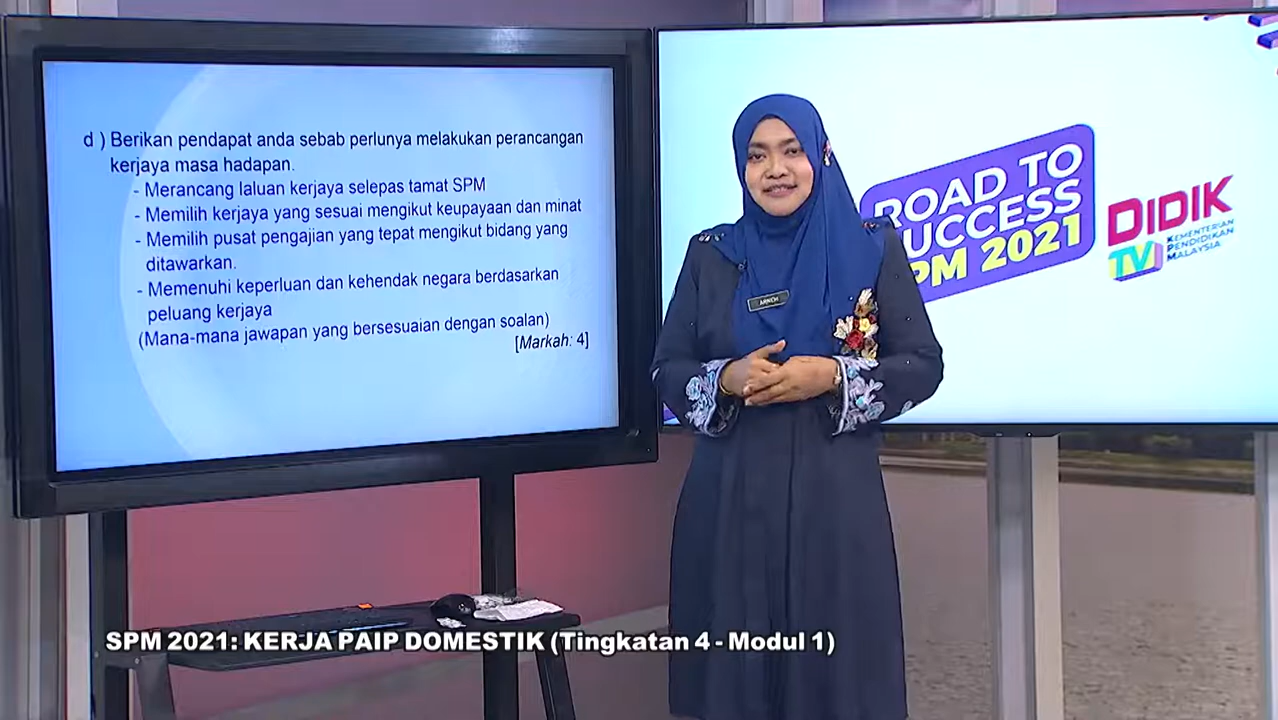 d ) Berikan pendapat anda sebab perlunya melakukan perancangan
kerjaya masa hadapan.
- Merancang laluan kerjaya selepas tamat SPM
- Memilih kerjaya yang sesuai mengikut keupayaan dan minat
- Memilih pusat pengajian yang tepat mengikut bidang yang
ditawarkan.
- Memenuhi keperluan dan kehendak negara berdasarkan
peluang kerjaya
(Mana-mana jawapan yang bersesuaian dengan soalan)
[Markah: 4]
ROAD TO
UCCESS
PM 2021
DIDIK
TV
KEMENTERIAN
PENDIDIKAN
MALAYSIA
SPM 2021: KERJA PAIP DOMESTIK (Tingkatan 4 - Modul 1)